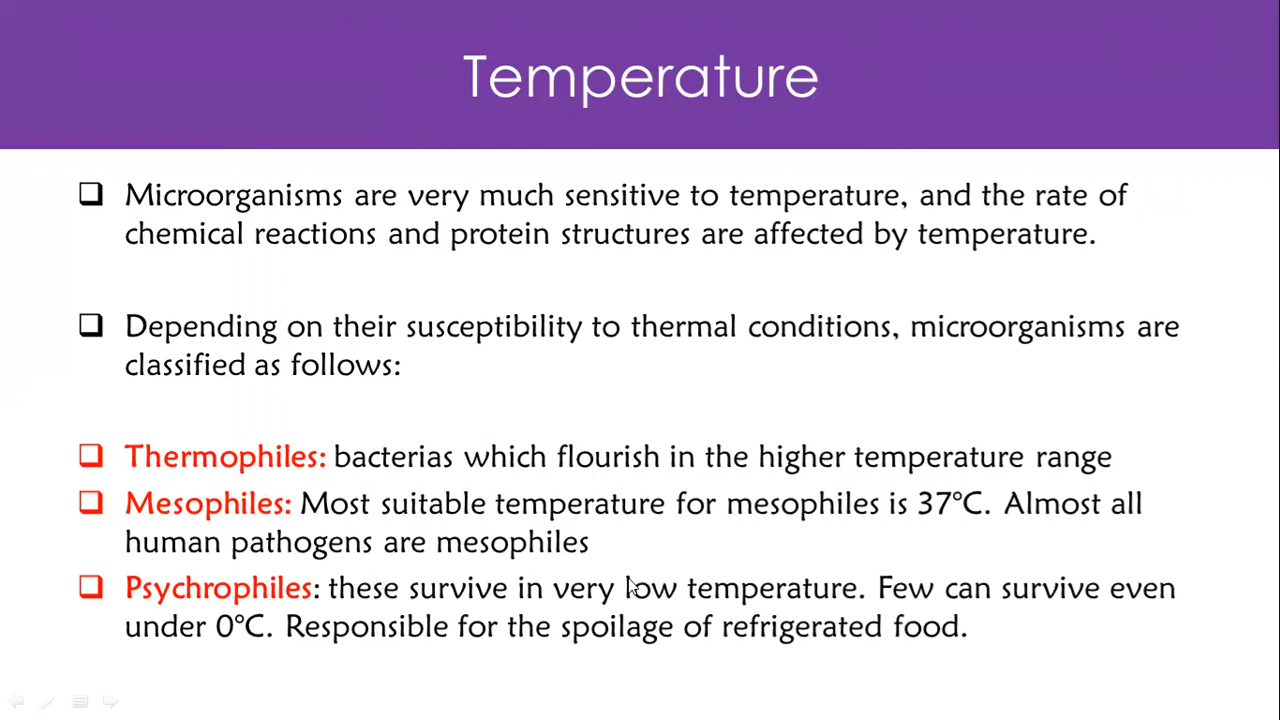 Temperature
Microorganisms are very much sensitive to temperature, and the rate of
chemical reactions and protein structures are affected by temperature.
Depending on their susceptibility to thermal conditions, microorganisms are
classified as follows:
Thermophiles: bacterias which flourish in the higher temperature range
Mesophiles: Most suitable temperature for mesophiles is 37°C. Almost all
human pathogens are mesophiles
Psychrophiles: these survive in very low temperature. Few can survive even
under 0°C. Responsible for the spoilage of refrigerated food.